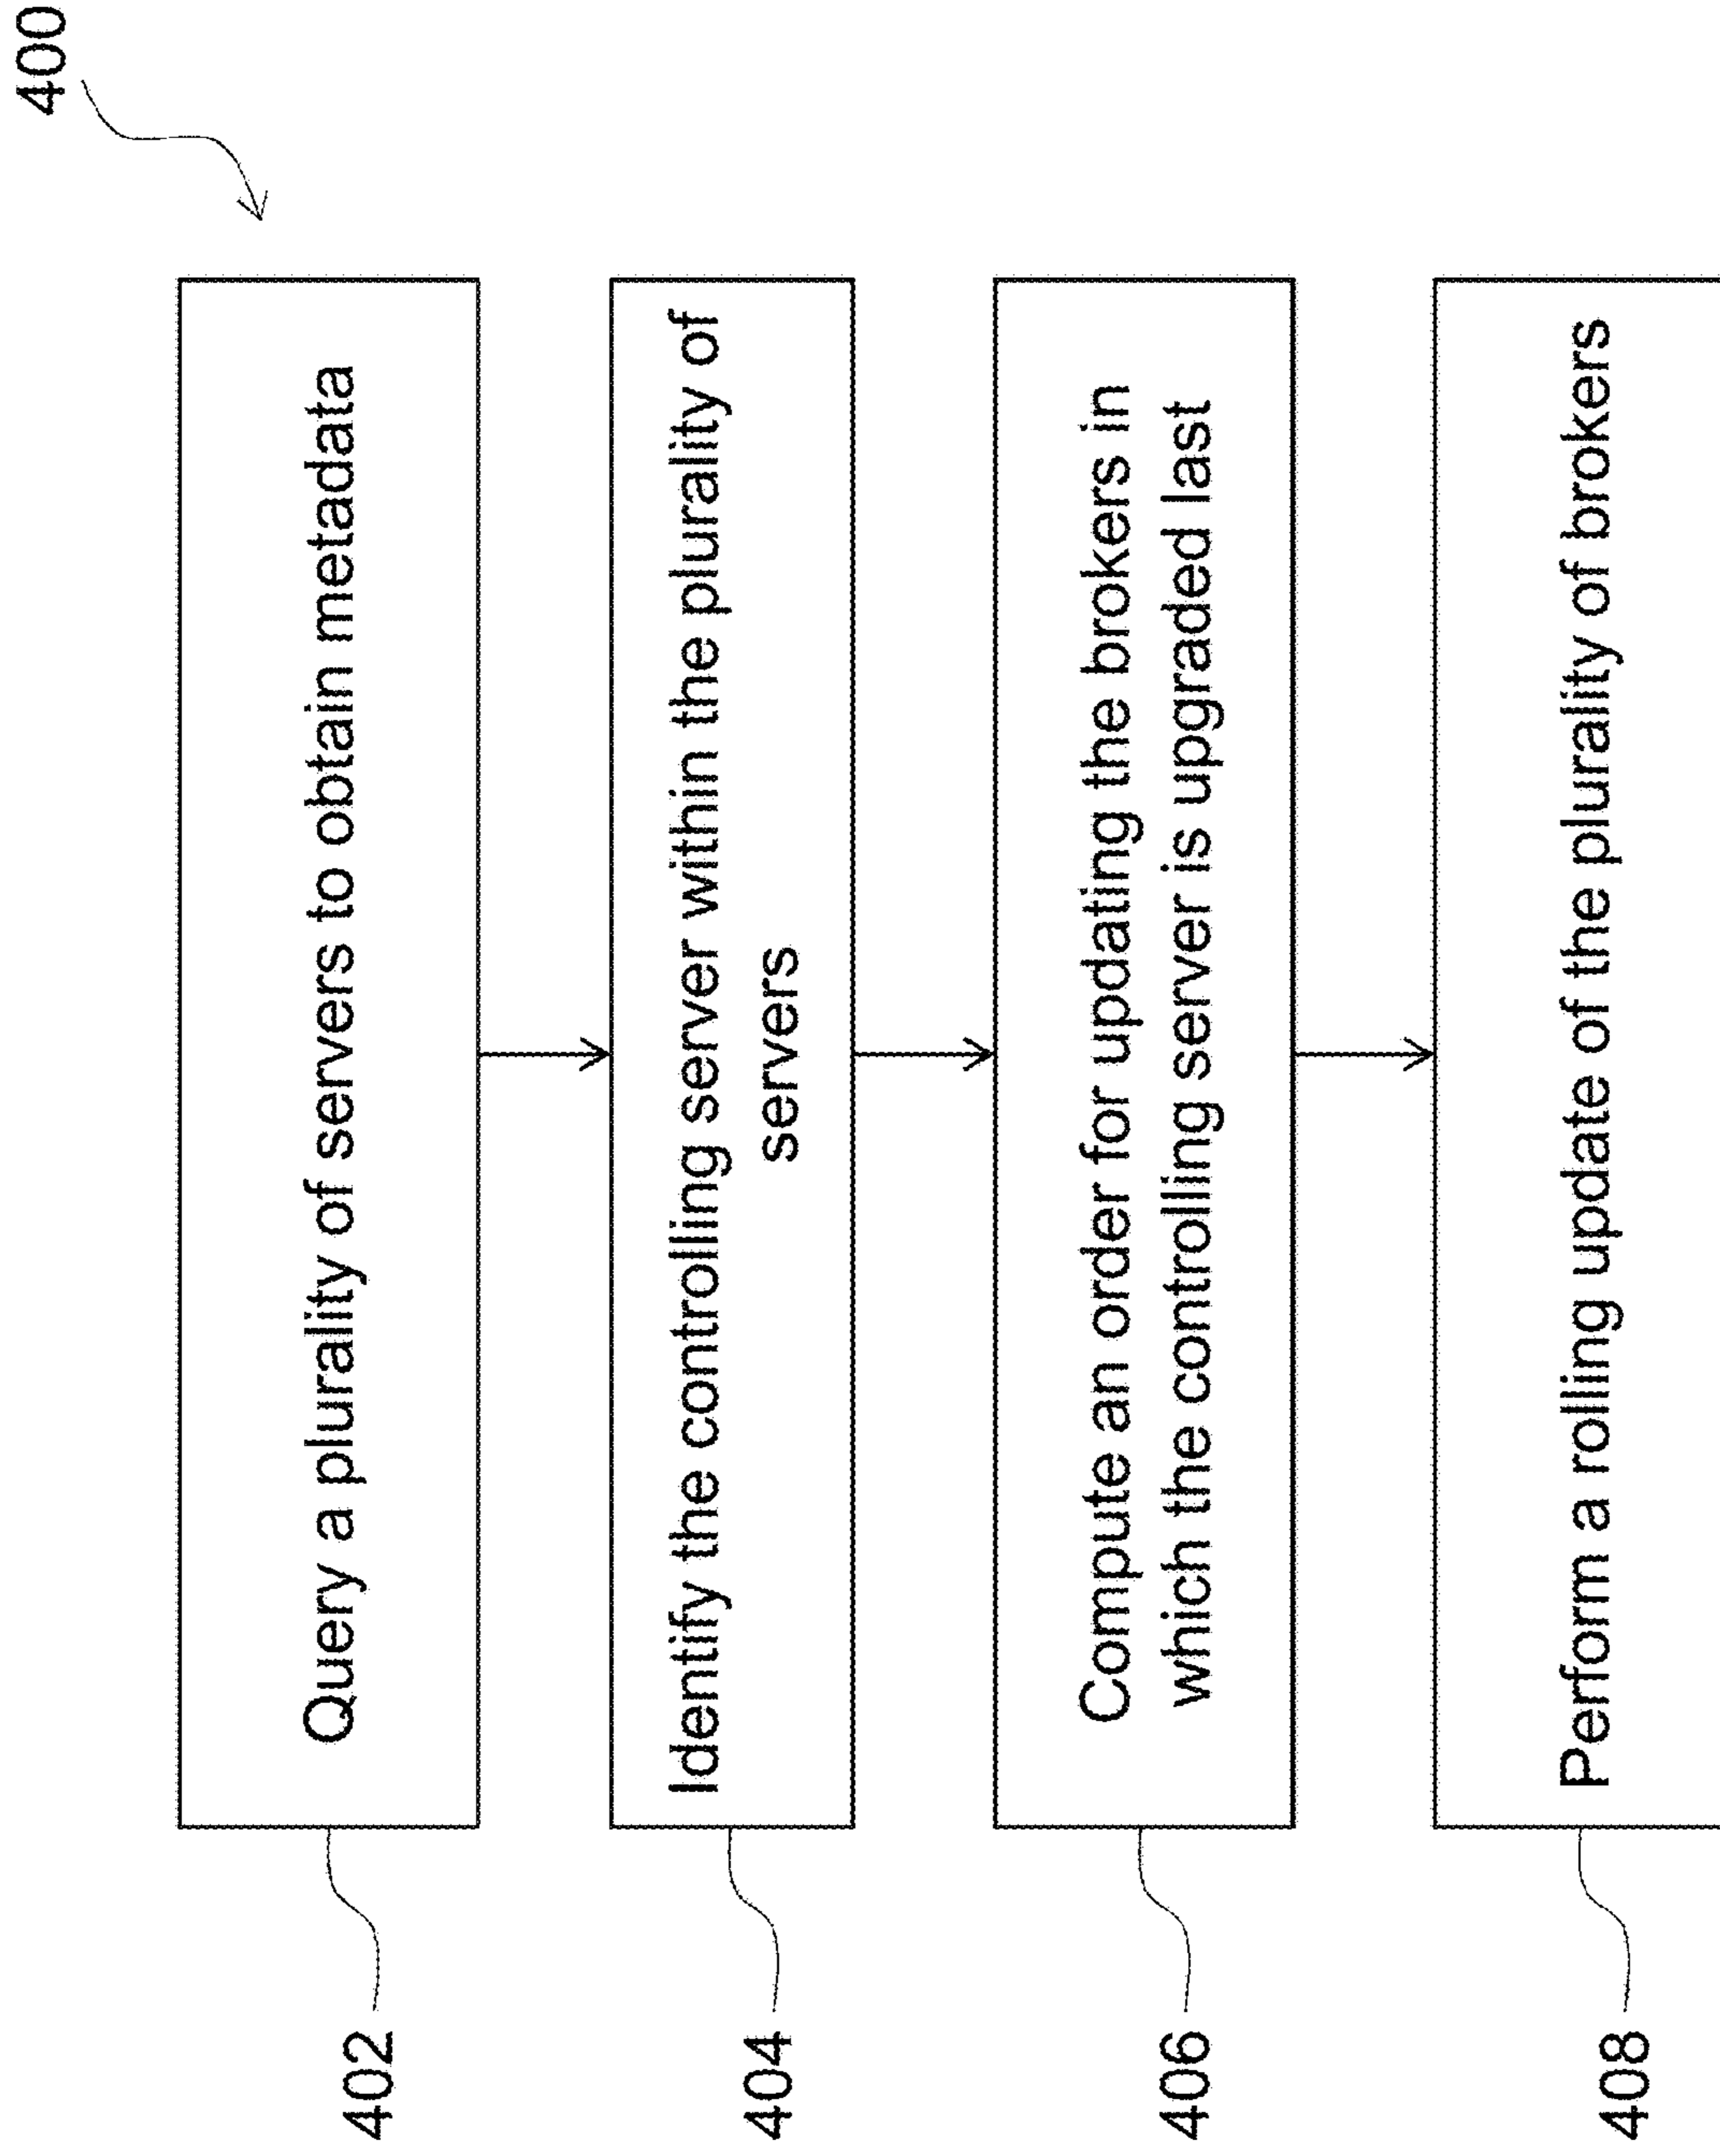 400
402
Query a plurality of servers to obtain metadata
404
Identify the controlling server within the plurality of
servers
406
Compute an order for updating the brokers in
which the controlling server is upgraded last
408
Perform a rolling update of the plurality of brokers